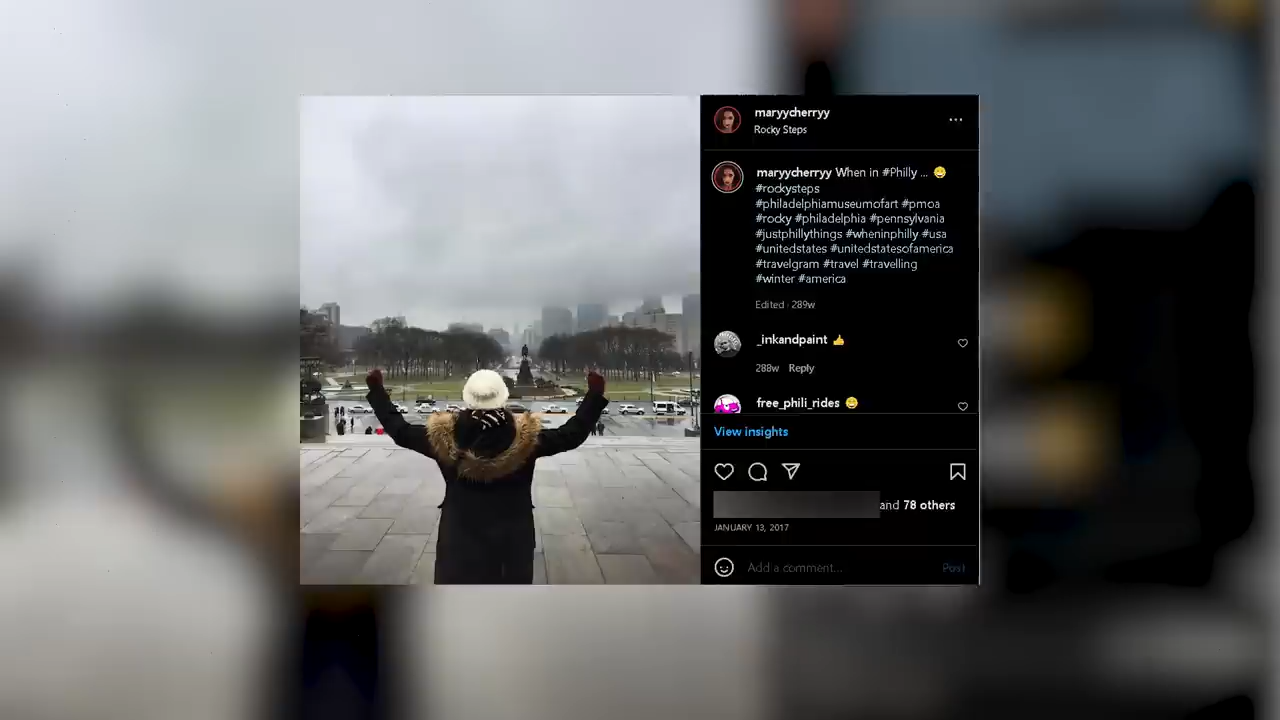 maryycherryy
Rocky Steps
maryycherryy When in #Philly ... 😄
#rockysteps
#philadelphiamuseumofart #pmoa
#rocky #philadelphia #pennsylvania
#justphillythings #wheninphilly #usa
#unitedstates #unitedstatesofamerica
#travelgram #travel #travelling
#winter #america
Edited · 289w
_inkandpaint 👍
288w Reply
free_phili_rides 😄
View insights
and 78 others
JANUARY 13, 2017
Add a comment...
Post